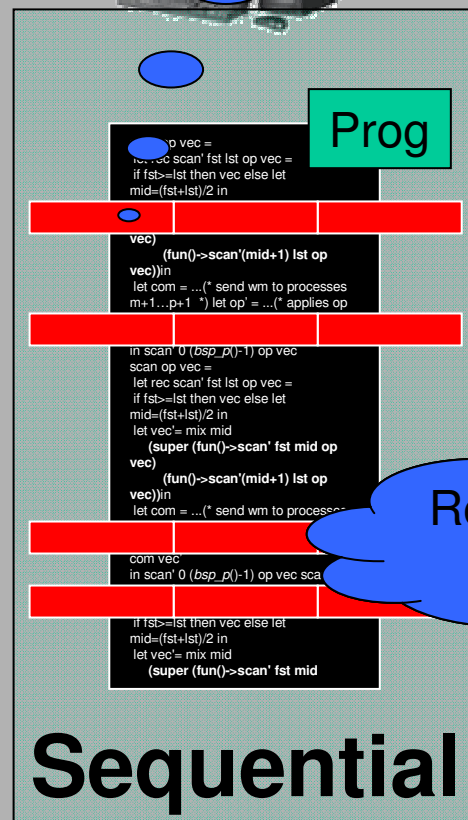 Prog
vec =
scan' fst lst op vec =
if fst>=lst then vec else let
mid=(fst+lst)/2 in
vec)
(fun()->scan'(mid+1) lst op
vec))in
let com = ...(* send wm to processes
m+1…p+1 *) let op' = ...(* applies op
in scan' 0 (bsp_p()-1) op vec
scan op vec =
let rec scan' fst lst op vec =
if fst>=lst then vec else let
mid=(fst+lst)/2 in
let vec'= mix mid
(super (fun()->scan' fst mid op
vec)
(fun()->scan'(mid+1) lst op
vec))in
let com = ...(* send wm to
com vec'
in scan' 0 (bsp_p()-1) op vec
if fst>=lst then vec else let
mid=(fst+lst)/2 in
let vec'= mix mid
(super (fun()->scan' fst mid
Sequential